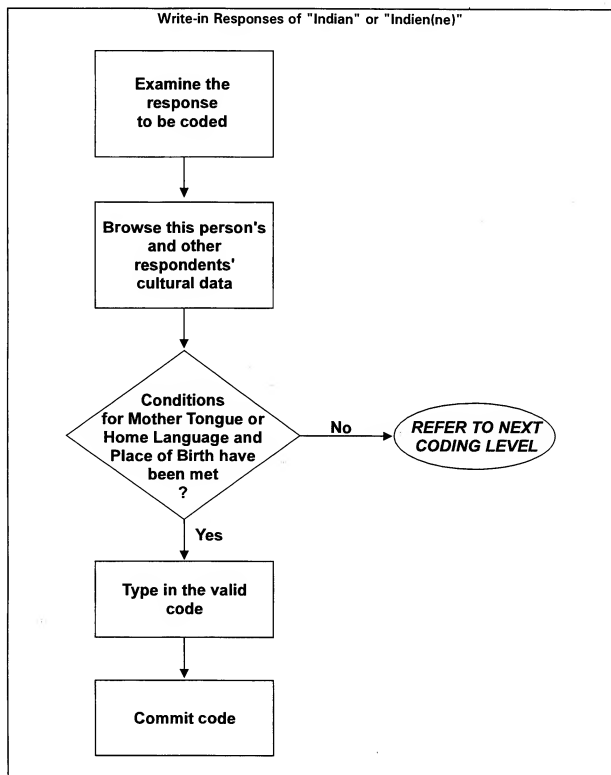 Write-in Responses of "Indian" or "Indien(ne)"
Examine the
response
to be coded
Browse this person's
and other
respondents'
cultural data
Conditions
for Mother Tongue or
Home Language and
Place of Birth have
been met
?
No
REFER TO NEXT
CODING LEVEL
Yes
Type in the valid
code
Commit code